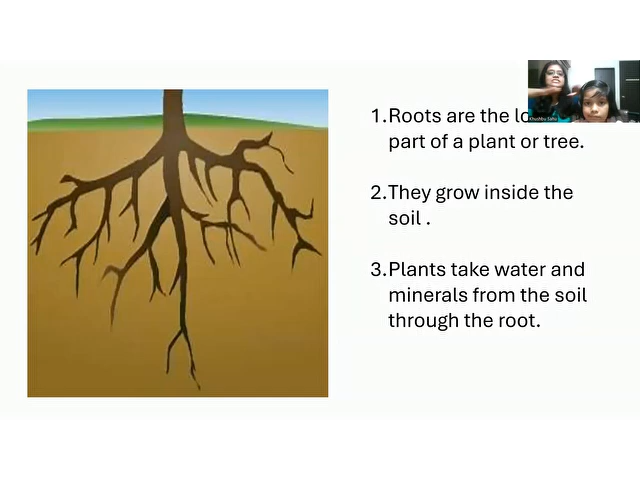 1. Roots are the
part of a plant or tree.
2. They grow inside the
soil .
3. Plants take water and
minerals from the soil
through the root.